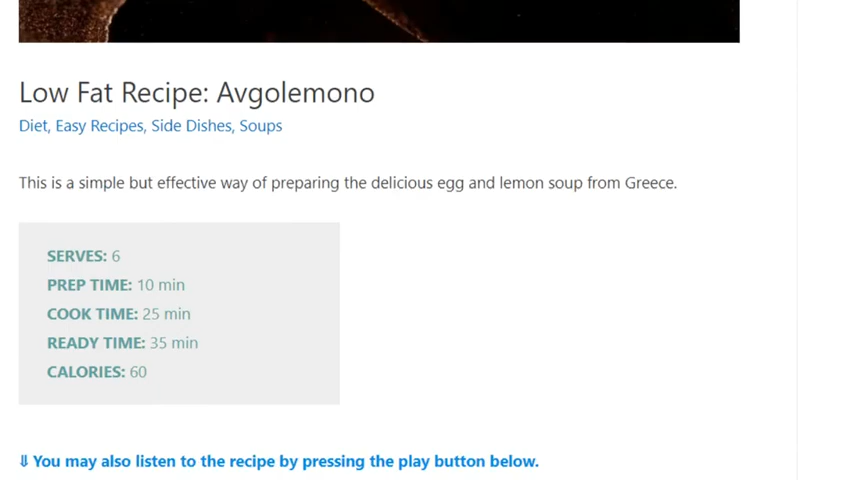 Low Fat Recipe: Avgolemono
Diet, Easy Recipes, Side Dishes, Soups
This is a simple but effective way of preparing the delicious egg and lemon soup from Greece.
SERVES: 6
PREP TIME: 10 min
COOK TIME: 25 min
READY TIME: 35 min
CALORIES: 60
⇓ You may also listen to the recipe by pressing the play button below.